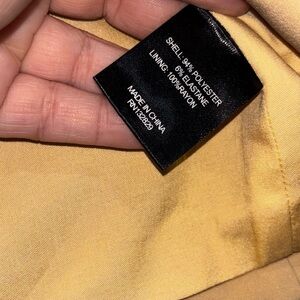 SHELL: 94% POLYESTER
6% ELASTANE
LINING: 100%RAYON
MADE IN CHINA
RN132829